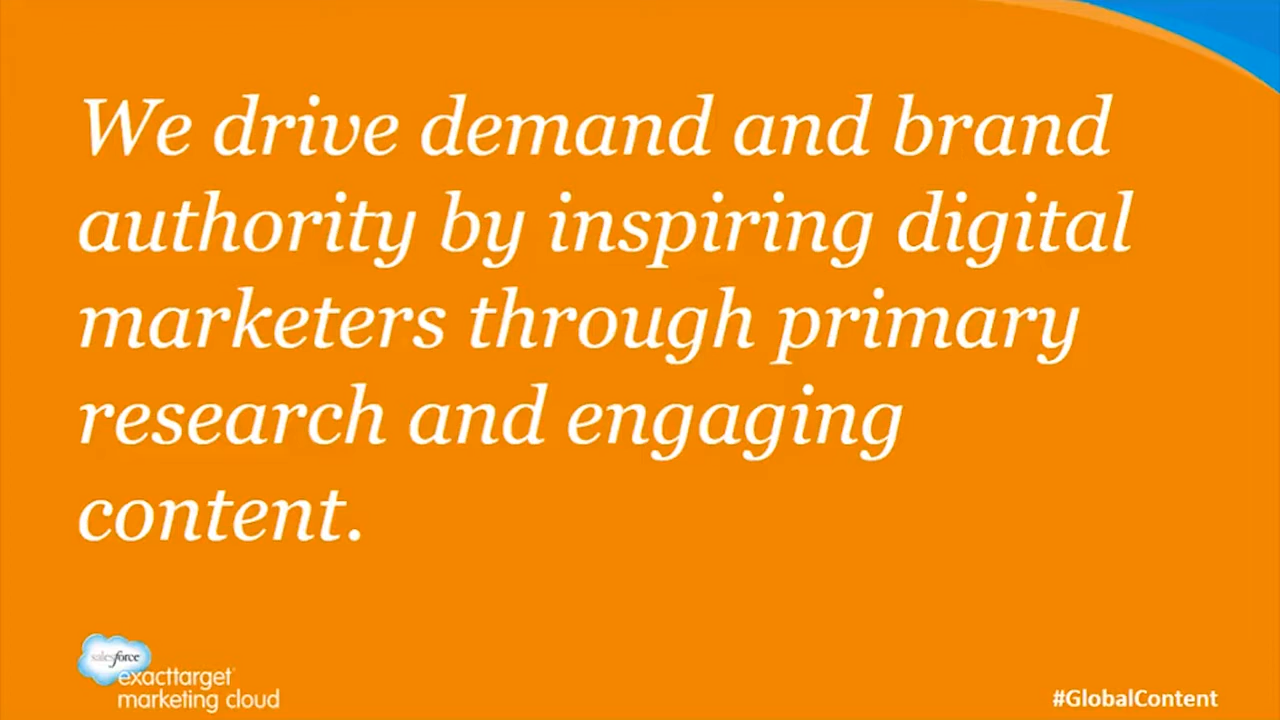 We drive demand and brand
authority by inspiring digital
marketers through primary
research and engaging
content.
salesforce
exacttarget
marketing cloud
#GlobalContent